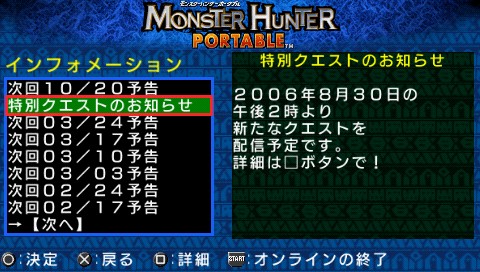 モンスターハンターポータブル
MONSTER HUNTER
PORTABLE™
インフォメーション
次回10/20予告
特別クエストのお知らせ
次回03/24予告
次回03/17予告
次回03/10予告
次回03/03予告
次回02/24予告
次回02/17予告
→【次へ】
特別クエストのお知らせ
2006年8月30日の
午後2時より
新たなクエストを
配信予定です。
詳細は□ボタンで!
○:決定 ×:戻る □:詳細 START:オンラインの終了